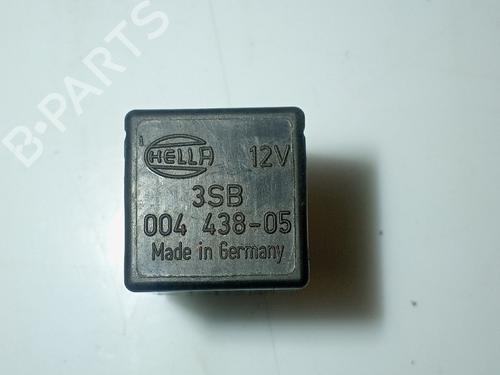 B-PARTS
HELLA 12V
3SB
004 438-05
Made in Germany